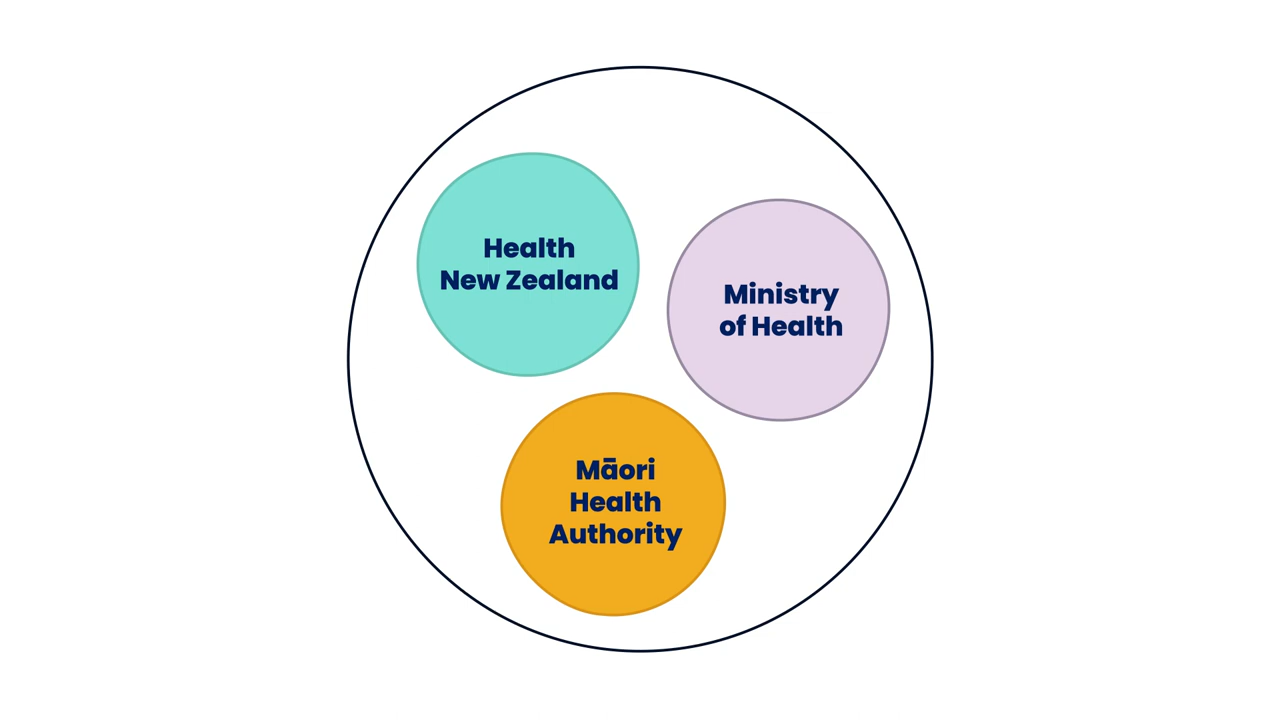 Health
New Zealand
Ministry
of Health
Māori
Health
Authority